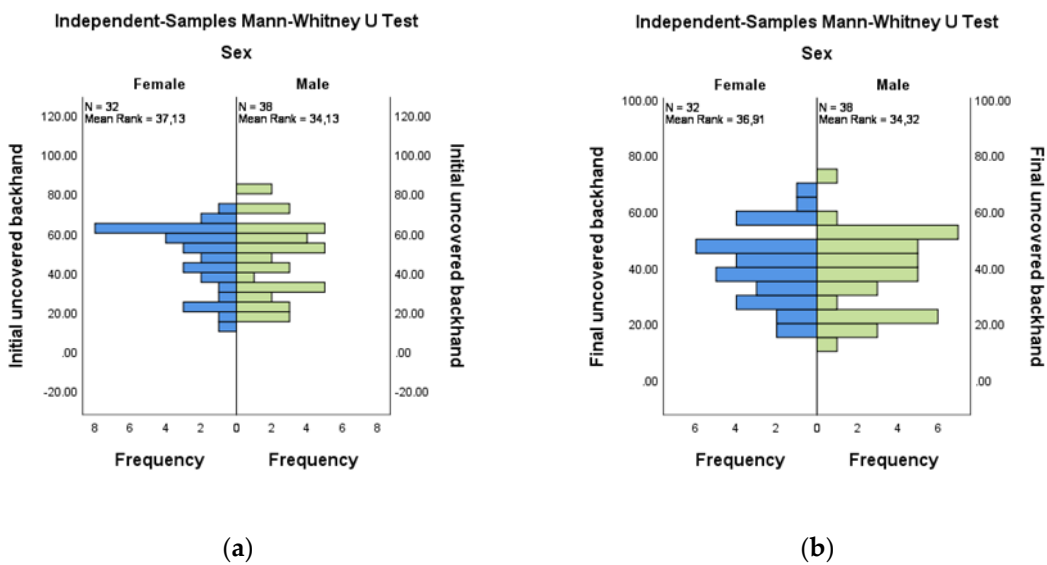 Independent-Samples Mann-Whitney U Test
Sex
Female Male
N = 32
Mean Rank = 37,13
N = 38
Mean Rank = 34,13
Initial uncovered backhand
120.00
100.00
80.00
60.00
40.00
20.00
.00
-20.00
120.00
100.00
80.00
60.00
40.00
20.00
.00
-20.00
Initial uncovered backhand
8 6 4 2 0 0 2 4 6 8
Frequency Frequency
(a)
Independent-Samples Mann-Whitney U Test
Sex
Female Male
N = 32
Mean Rank = 36,91
N = 38
Mean Rank = 34,32
Final uncovered backhand
100.00
80.00
60.00
40.00
20.00
.00
100.00
80.00
60.00
40.00
20.00
.00
Final uncovered backhand
6 4 2 0 0 2 4 6
Frequency Frequency
(b)